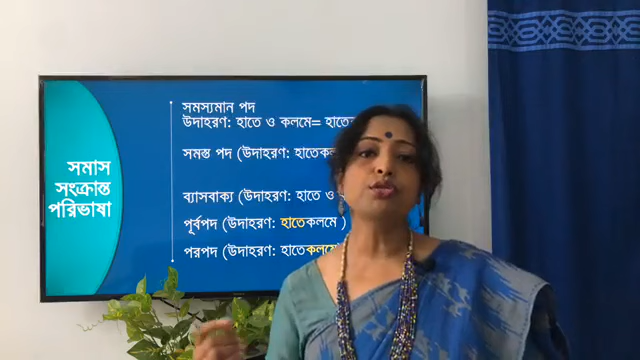 সমাস
সংক্রান্ত
পরিভাষা
সমস্যমান পদ
উদাহরণ: হাতে ও কলমে=
সমস্ত পদ (উদাহরণ:
ব্যাসবাক্য (উদাহরণ: হাতে ও
পূর্বপদ (উদাহরণ: হাতেকলমে )
পরপদ (উদাহরণ: হাতেকলমে